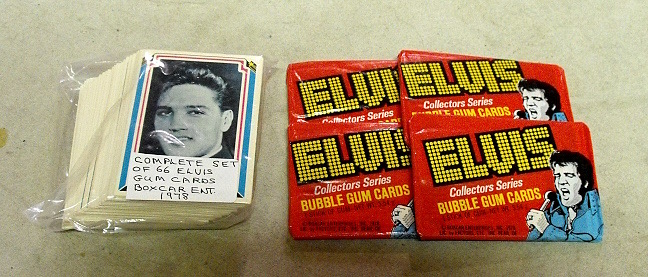 COMPLETE SET
OF 66 ELVIS
GUM CARDS
BOXCAR ENT.
1978
ELVIS
Collectors Series
BUBBLE GUM CARDS
ELVIS
Collectors Series
BUBBLE GUM CARDS
ELVIS
Collectors Series
BUBBLE GUM CARDS
ELVIS
Collectors Series
BUBBLE GUM CARDS